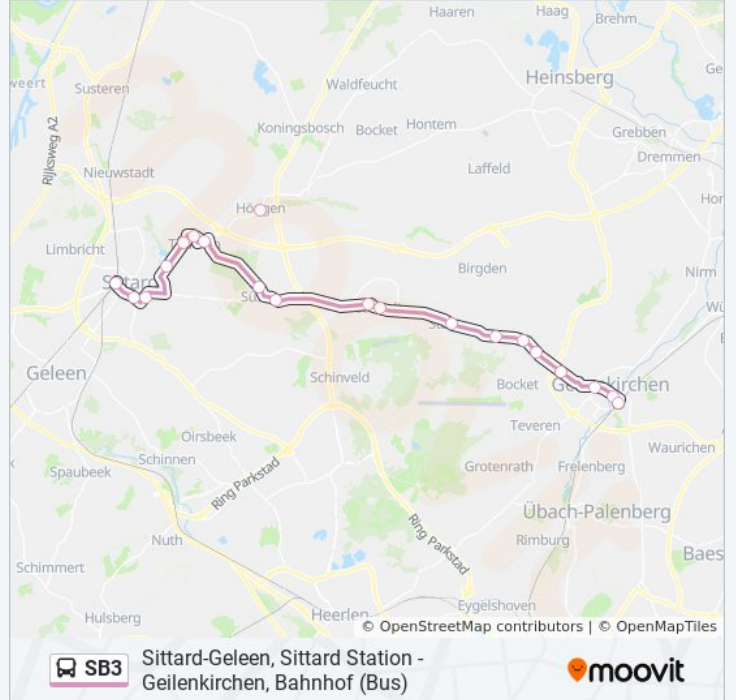 Haaren
Haag
Brehm
weert
Susteren
Waldfeucht
Heinsberg
Ge
Rijksweg A2
Koningsbosch
Bocket
Hontem
Grebben
Dremmen
Nieuwstadt
Laffeld
Hor
Limbricht
Birgden
Nirm
Sittard
Wü
Geleen
Schinveld
Bocket
Teveren
Oirsbeek
Waurichen
Schinnen
Spaubeek
Grotenrath
Frelenberg
Ring Parkstad
Übach-Palenberg
Nuth
Ring Parkstad
Rimburg
Baes
Schimmert
Eygelshoven
Hulsberg
Heerlen
© OpenStreetMap contributors | © OpenMapTiles
SB3
Sittard-Geleen, Sittard Station -
Geilenkirchen, Bahnhof (Bus)
moovit